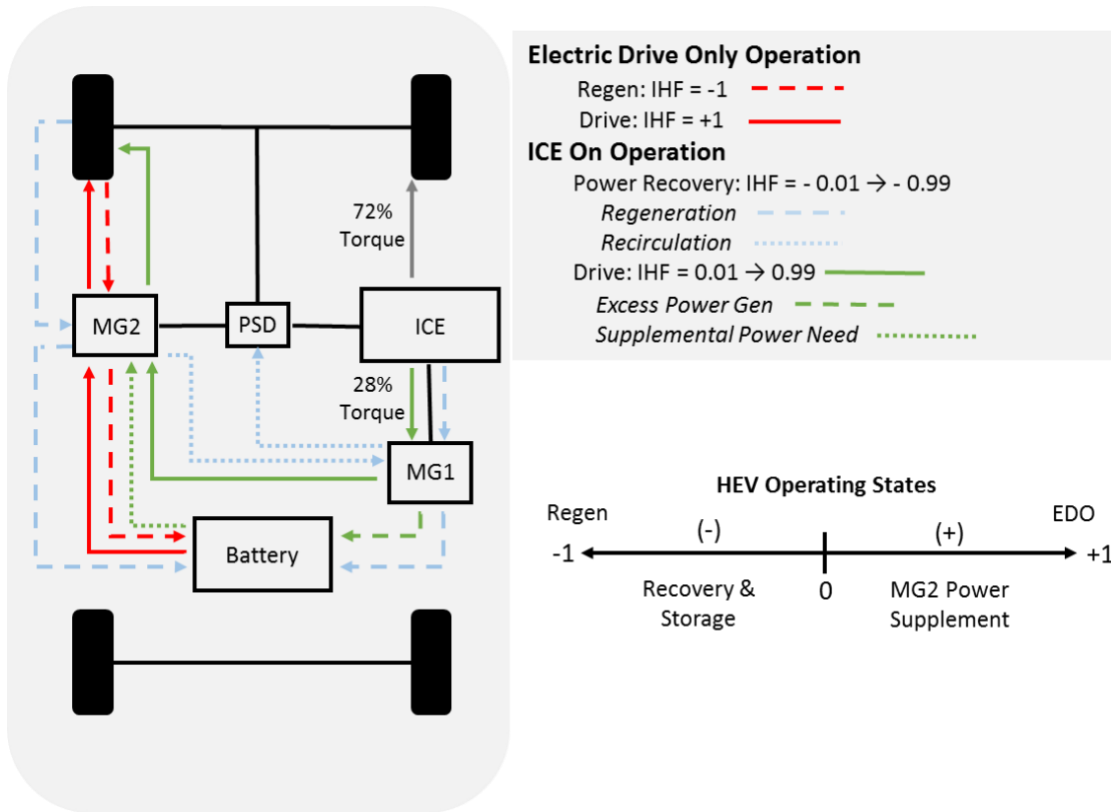 72%
Torque
MG2
PSD
ICE
28%
Torque
MG1
Battery
Electric Drive Only Operation
Regen: IHF = -1
Drive: IHF = +1
ICE On Operation
Power Recovery: IHF = - 0.01 → - 0.99
Regeneration
Recirculation
Drive: IHF = 0.01 → 0.99
Excess Power Gen
Supplemental Power Need
HEV Operating States
Regen
(-)
(+)
EDO
-1
+1
Recovery &
Storage
0
MG2 Power
Supplement